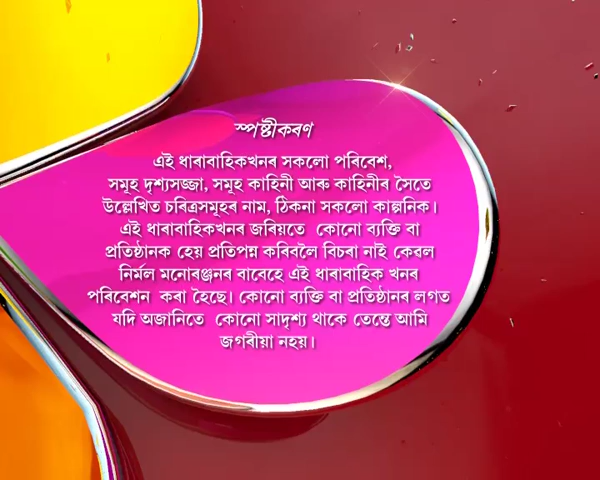 স্পষ্টীকৰণ
এই ধাৰাবাহিকখনৰ সকলো পৰিবেশ,
সমূহ দৃশ্যসজ্জা, সমূহ কাহিনী আৰু কাহিনীৰ সৈতে
উল্লেখিত চৰিত্ৰসমূহৰ নাম, ঠিকনা সকলো কাল্পনিক।
এই ধাৰাবাহিকখনৰ জৰিয়তে কোনো ব্যক্তি বা
প্ৰতিষ্ঠানক হেয় প্ৰতিপন্ন কৰিবলৈ বিচৰা নাই কেৱল
নিৰ্মল মনোৰঞ্জনৰ বাবেহে এই ধাৰাবাহিক খনৰ
পৰিবেশন কৰা হৈছে। কোনো ব্যক্তি বা প্ৰতিষ্ঠানৰ লগত
যদি অজানিতে কোনো সাদৃশ্য থাকে তেন্তে আমি
জগৰীয়া নহয়।